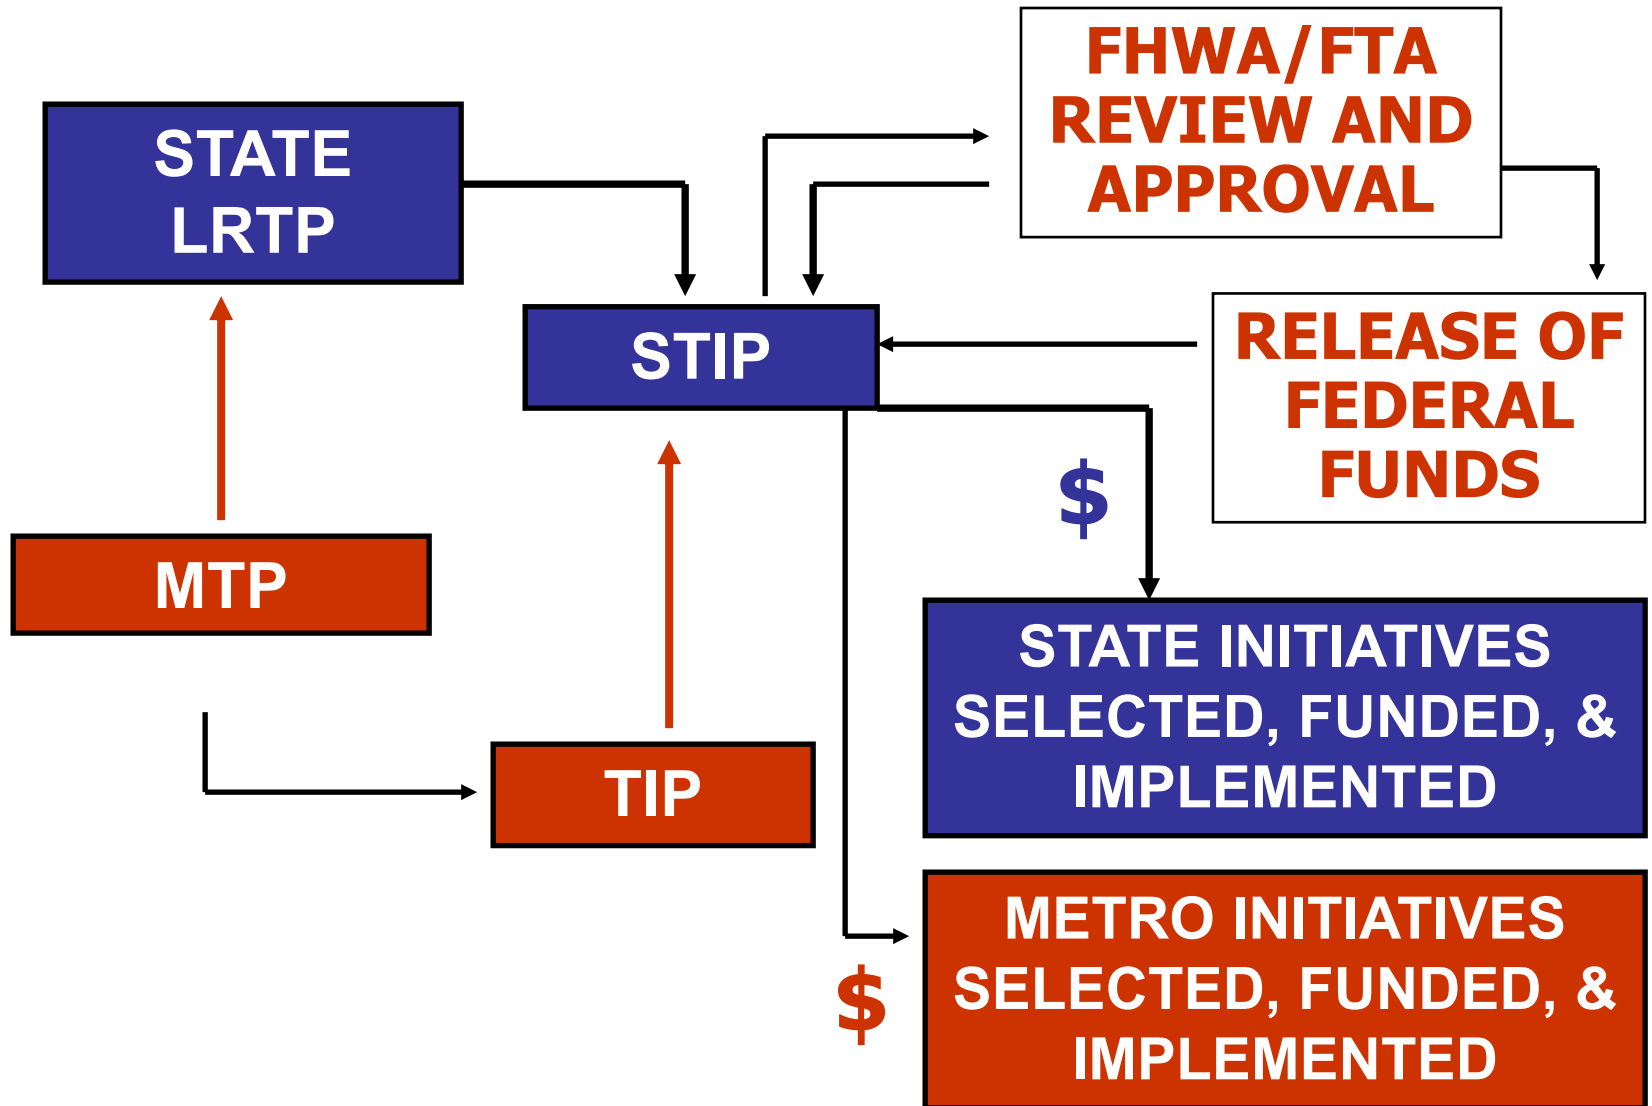 FHWA/FTA
REVIEW AND
APPROVAL
STATE
LRTP
STIP
RELEASE OF
FEDERAL
FUNDS
$
MTP
STATE INITIATIVES
SELECTED, FUNDED, &
IMPLEMENTED
TIP
METRO INITIATIVES
SELECTED, FUNDED, &
IMPLEMENTED
$